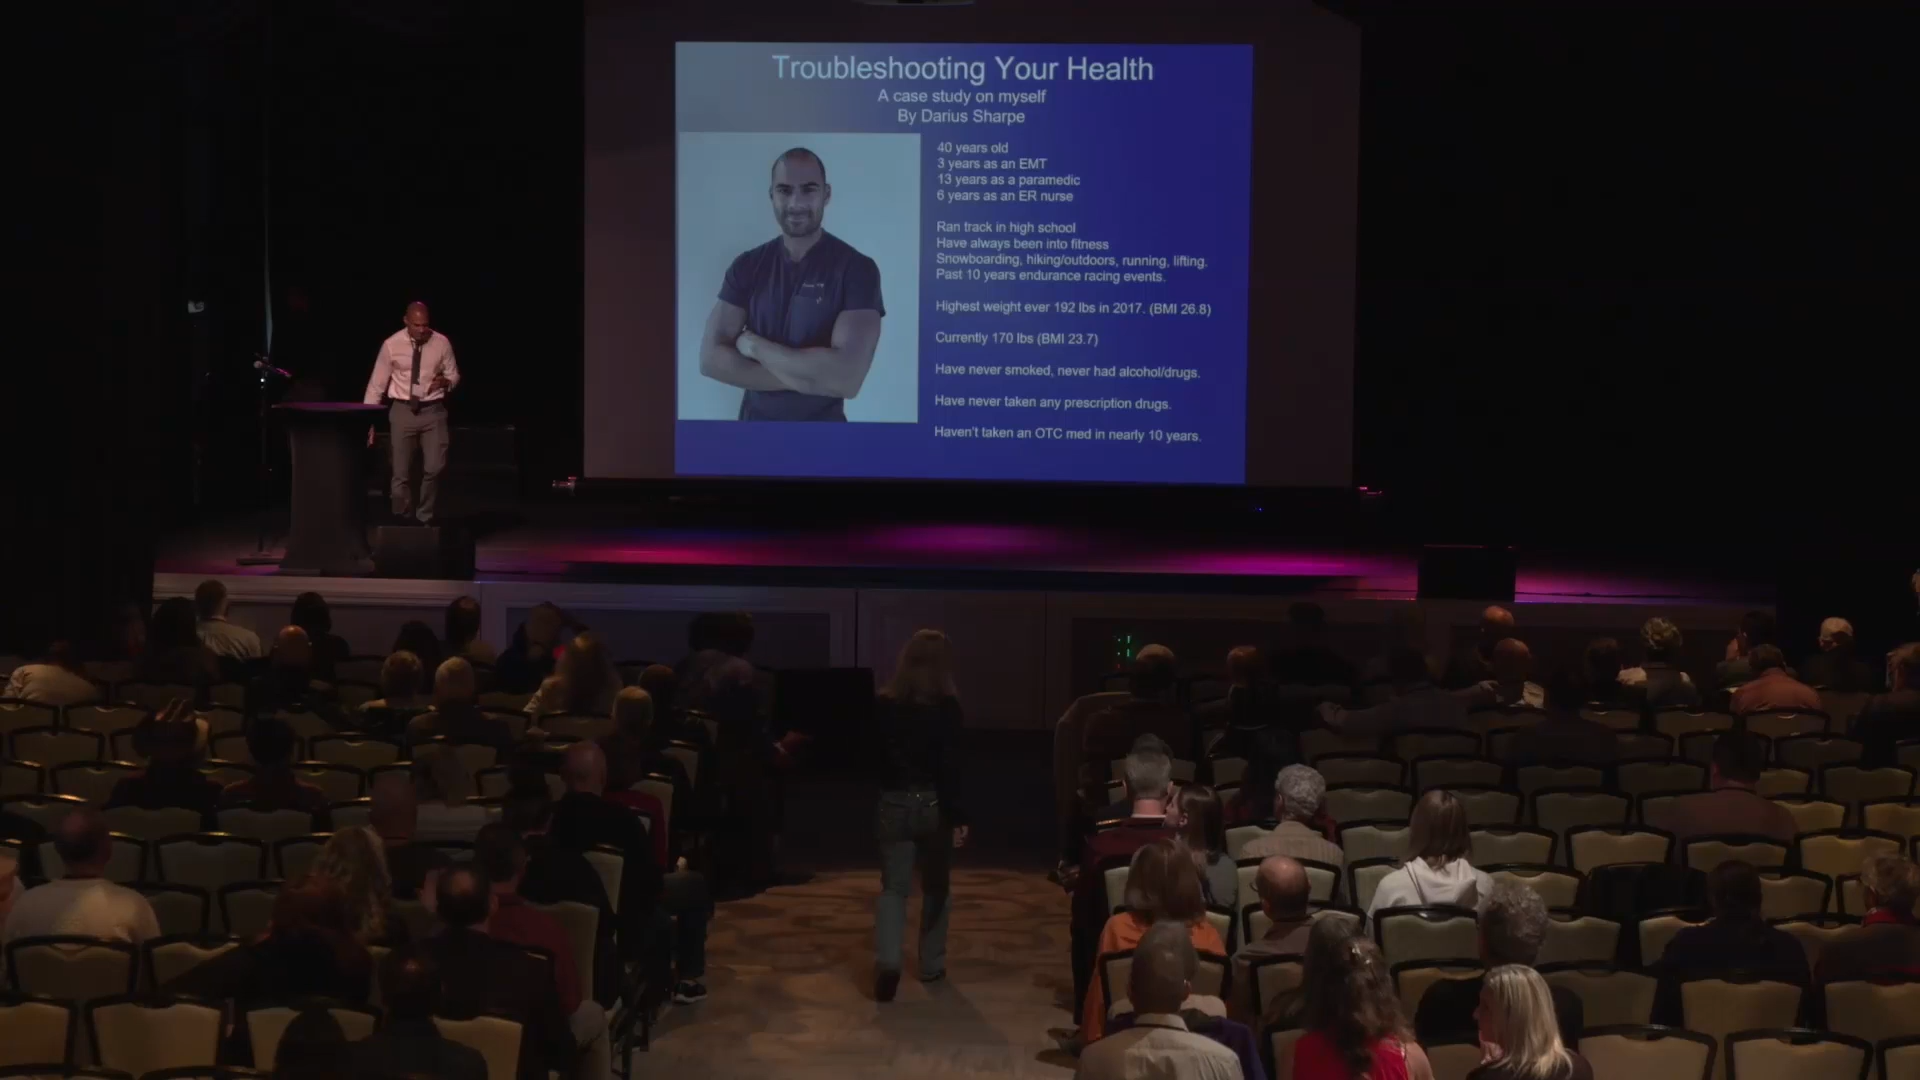 Troubleshooting Your Health
A case study on myself
By Darius Sharpe
40 years old
3 years as an EMT
13 years as a paramedic
6 years as an ER nurse
Ran track in high school
Have always been into fitness
Snowboarding, hiking/outdoors, running, lifting.
Past 10 years endurance racing events.
Highest weight ever 192 lbs in 2017. (BMI 26.8)
Currently 170 lbs (BMI 23.7)
Have never smoked, never had alcohol/drugs.
Have never taken any prescription drugs.
Haven't taken an OTC med in nearly 10 years.